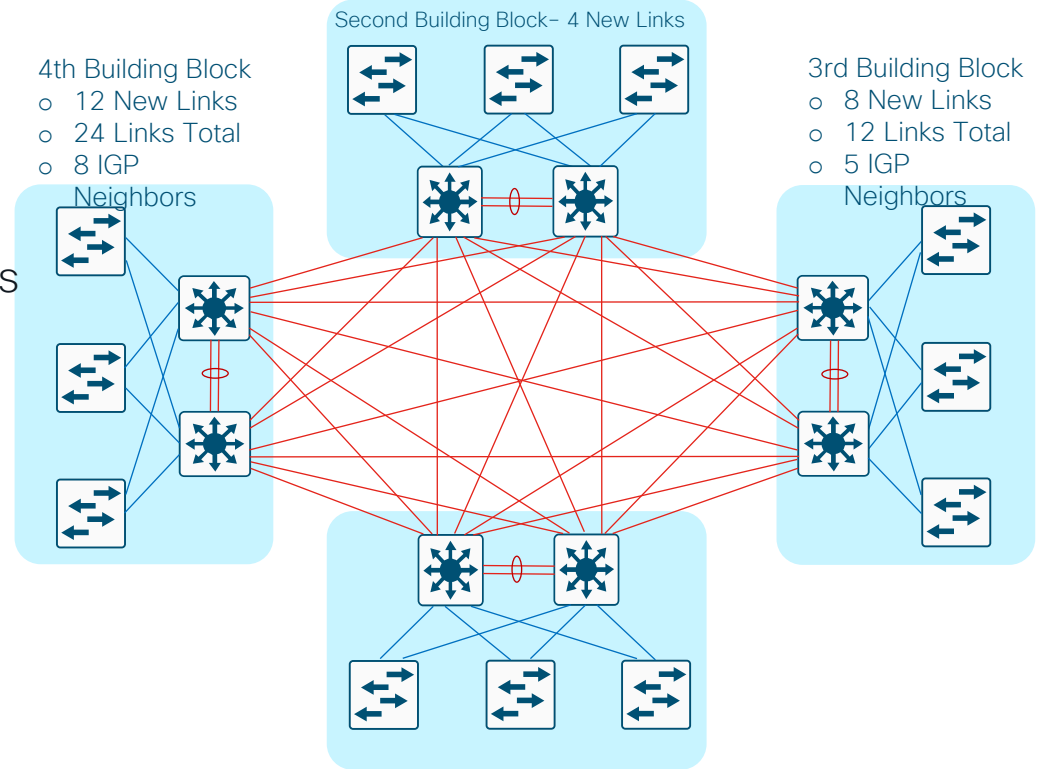 Second Building Block– 4 New Links
4th Building Block
o 12 New Links
o 24 Links Total
o 8 IGP
Neighbors
3rd Building Block
o 8 New Links
o 12 Links Total
o 5 IGP
Neighbors
S